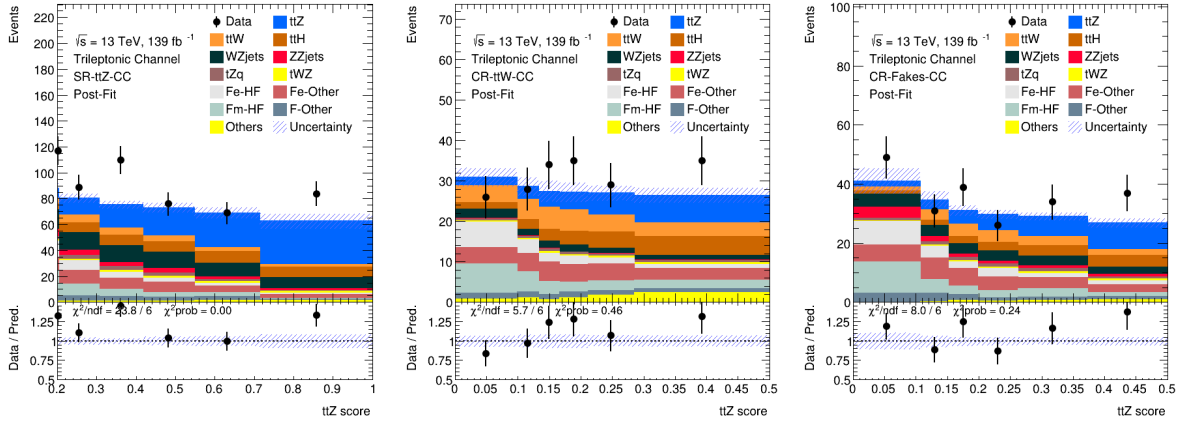 Events
220
200
180
160
140
120
100
80
60
40
20
0
√s = 13 TeV, 139 fb⁻¹
Trileptonic Channel
SR-ttZ-CC
Post-Fit
Data ttZ
ttW ttH
WZjets ZZjets
tZq tWZ
Fe-HF Fe-Other
Fm-HF F-Other
Others Uncertainty
Data / Pred.
χ²/ndf = 23.8 / 6 χ²prob = 0.00
1.25
1
0.75
0.5
0.2 0.3 0.4 0.5 0.6 0.7 0.8 0.9 1
ttZ score
Events
70
60
50
40
30
20
10
0
√s = 13 TeV, 139 fb⁻¹
Trileptonic Channel
CR-ttW-CC
Post-Fit
Data ttZ
ttW ttH
WZjets ZZjets
tZq tWZ
Fe-HF Fe-Other
Fm-HF F-Other
Others Uncertainty
Data / Pred.
χ²/ndf = 5.7 / 6 χ²prob = 0.46
1.25
1
0.75
0.5
0 0.05 0.1 0.15 0.2 0.25 0.3 0.35 0.4 0.45 0.5
ttZ score
Events
100
80
60
40
20
0
√s = 13 TeV, 139 fb⁻¹
Trileptonic Channel
CR-Fakes-CC
Post-Fit
Data ttZ
ttW ttH
WZjets ZZjets
tZq tWZ
Fe-HF Fe-Other
Fm-HF F-Other
Others Uncertainty
Data / Pred.
χ²/ndf = 8.0 / 6 χ²prob = 0.24
1.25
1
0.75
0.5
0 0.05 0.1 0.15 0.2 0.25 0.3 0.35 0.4 0.45 0.5
ttZ score